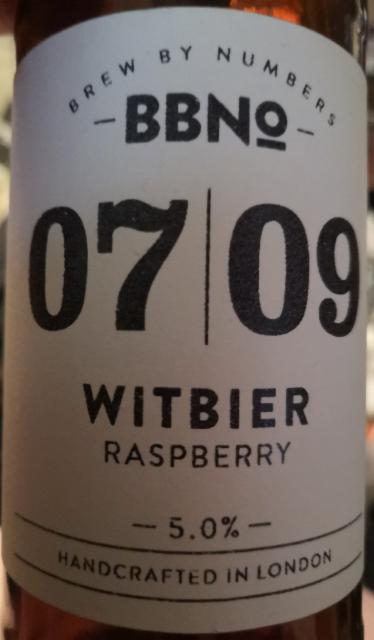 BREW BY NUMBERS
–BBNo–
07|09
WITBIER
RASPBERRY
– 5.0% –
HANDCRAFTED IN LONDON